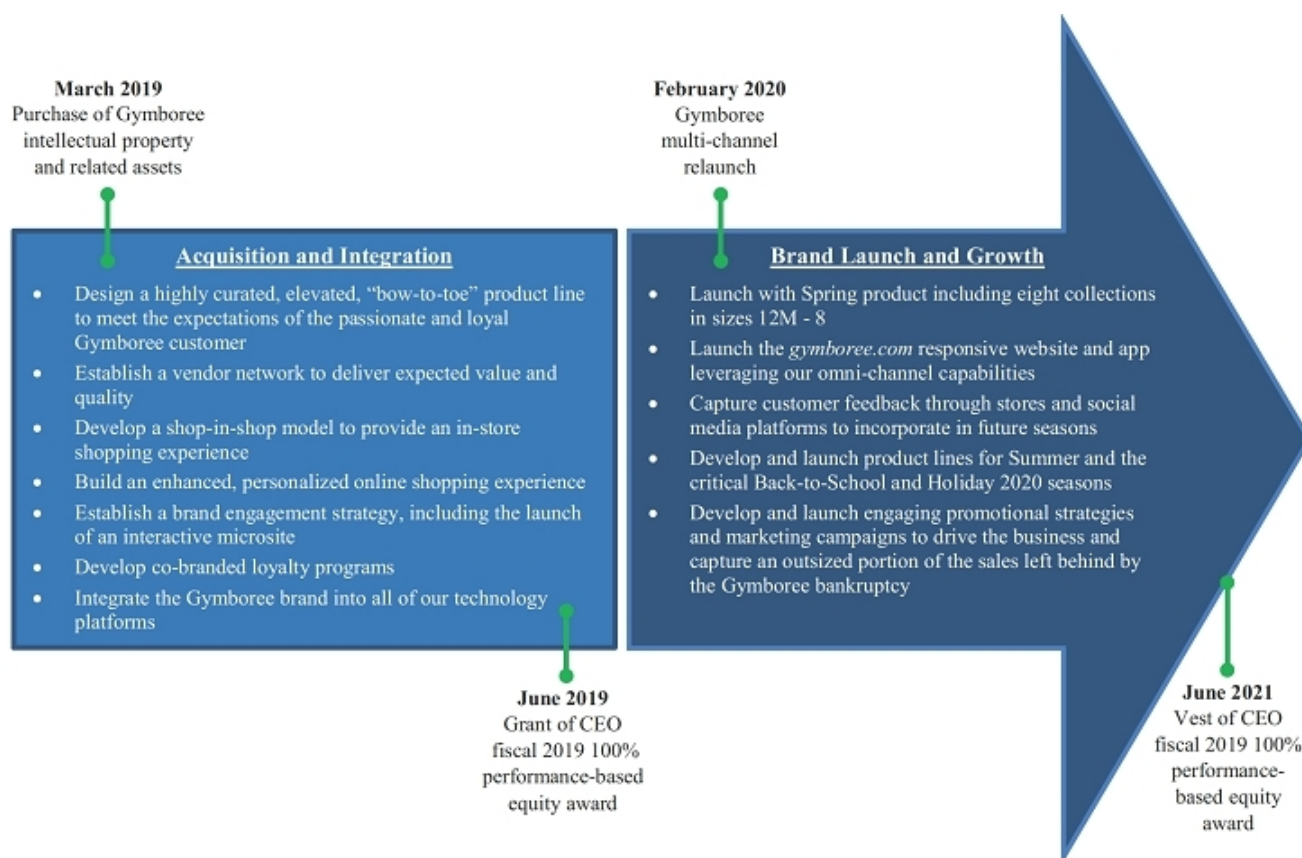 March 2019
Purchase of Gymboree
intellectual property
and related assets
February 2020
Gymboree
multi-channel
relaunch
Acquisition and Integration
• Design a highly curated, elevated, “bow-to-toe” product line
to meet the expectations of the passionate and loyal
Gymboree customer
• Establish a vendor network to deliver expected value and
quality
• Develop a shop-in-shop model to provide an in-store
shopping experience
• Build an enhanced, personalized online shopping experience
• Establish a brand engagement strategy, including the launch
of an interactive microsite
• Develop co-branded loyalty programs
• Integrate the Gymboree brand into all of our technology
platforms
Brand Launch and Growth
• Launch with Spring product including eight collections
in sizes 12M - 8
• Launch the gymboree.com responsive website and app
leveraging our omni-channel capabilities
• Capture customer feedback through stores and social
media platforms to incorporate in future seasons
• Develop and launch product lines for Summer and the
critical Back-to-School and Holiday 2020 seasons
• Develop and launch engaging promotional strategies
and marketing campaigns to drive the business and
capture an outsized portion of the sales left behind by
the Gymboree bankruptcy
June 2019
Grant of CEO
fiscal 2019 100%
performance-based
equity award
June 2021
Vest of CEO
fiscal 2019 100%
performance-
based equity
award